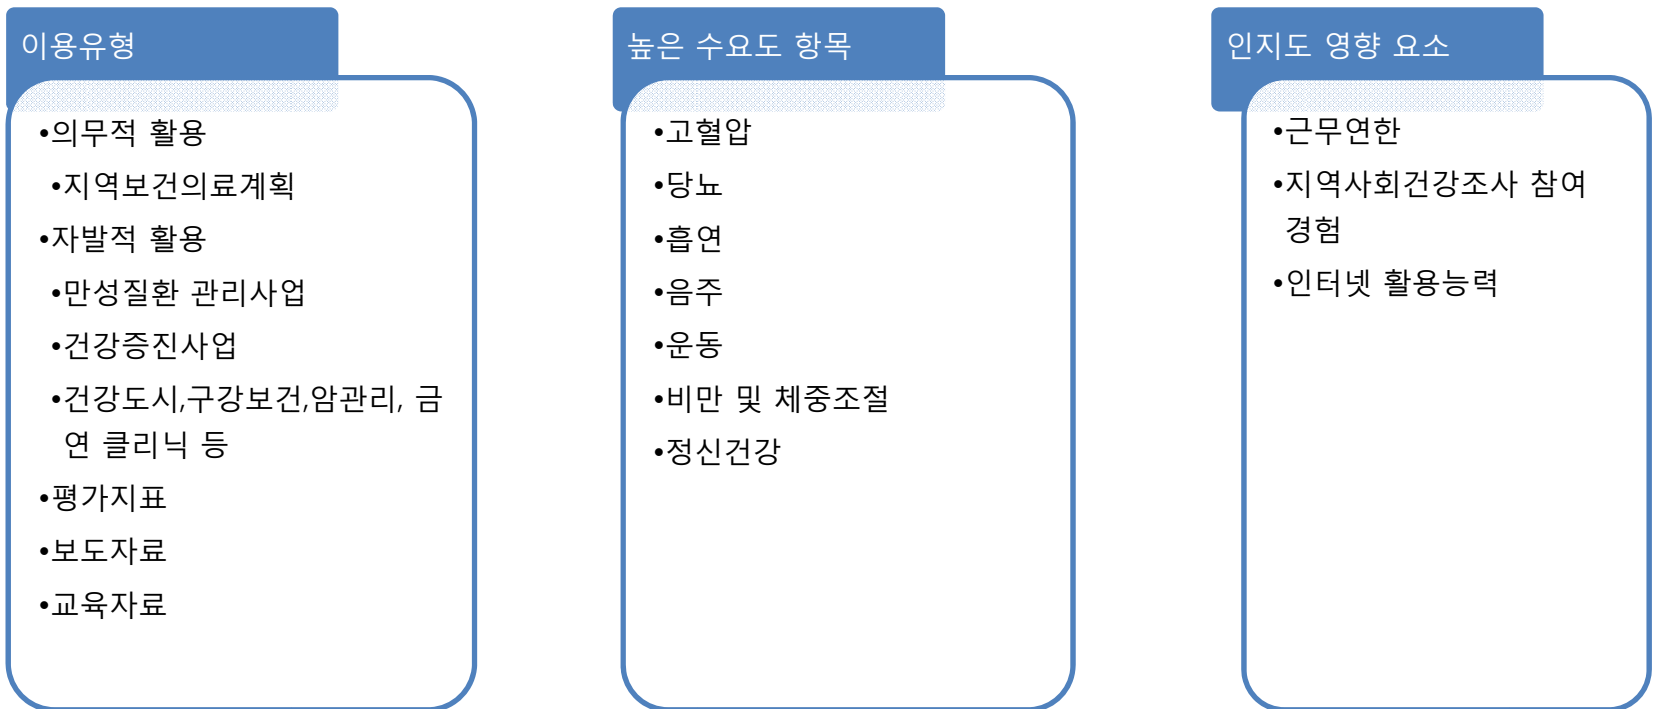 이용유형
•의무적 활용
•지역보건의료계획
•자발적 활용
•만성질환 관리사업
•건강증진사업
•건강도시,구강보건,암관리, 금
연 클리닉 등
•평가지표
•보도자료
•교육자료
높은 수요도 항목
•고혈압
•당뇨
•흡연
•음주
•운동
•비만 및 체중조절
•정신건강
인지도 영향 요소
•근무연한
•지역사회건강조사 참여
경험
•인터넷 활용능력